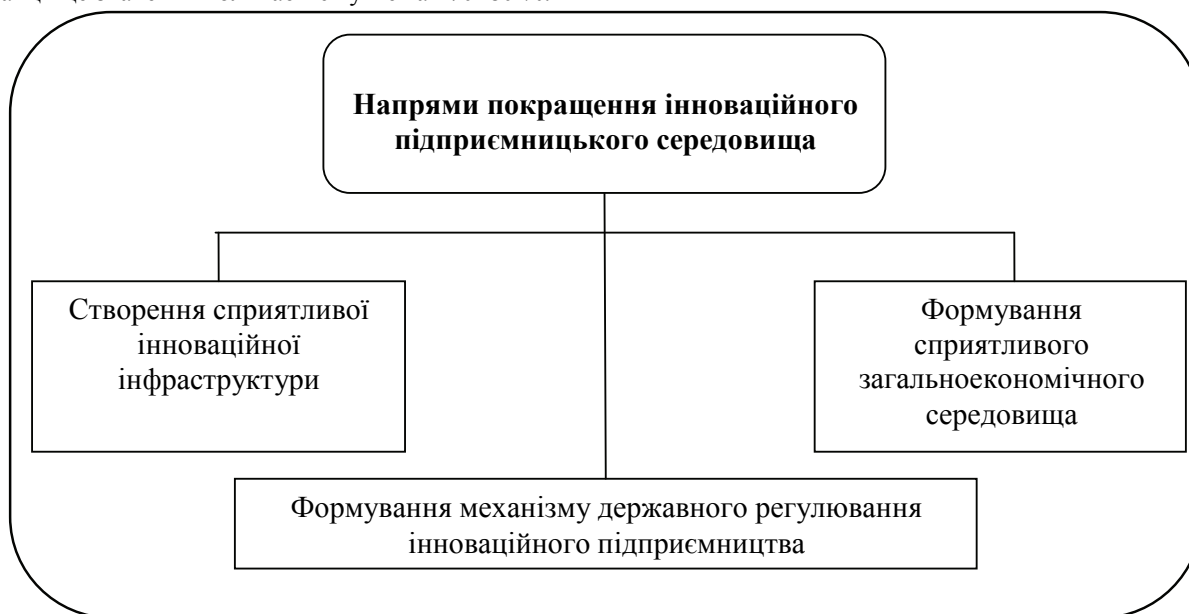 Напрями покращення інноваційного
підприємницького середовища
Створення сприятливої
інноваційної
інфраструктури
Формування
сприятливого
загальноекономічного
середовища
Формування механізму державного регулювання
інноваційного підприємництва